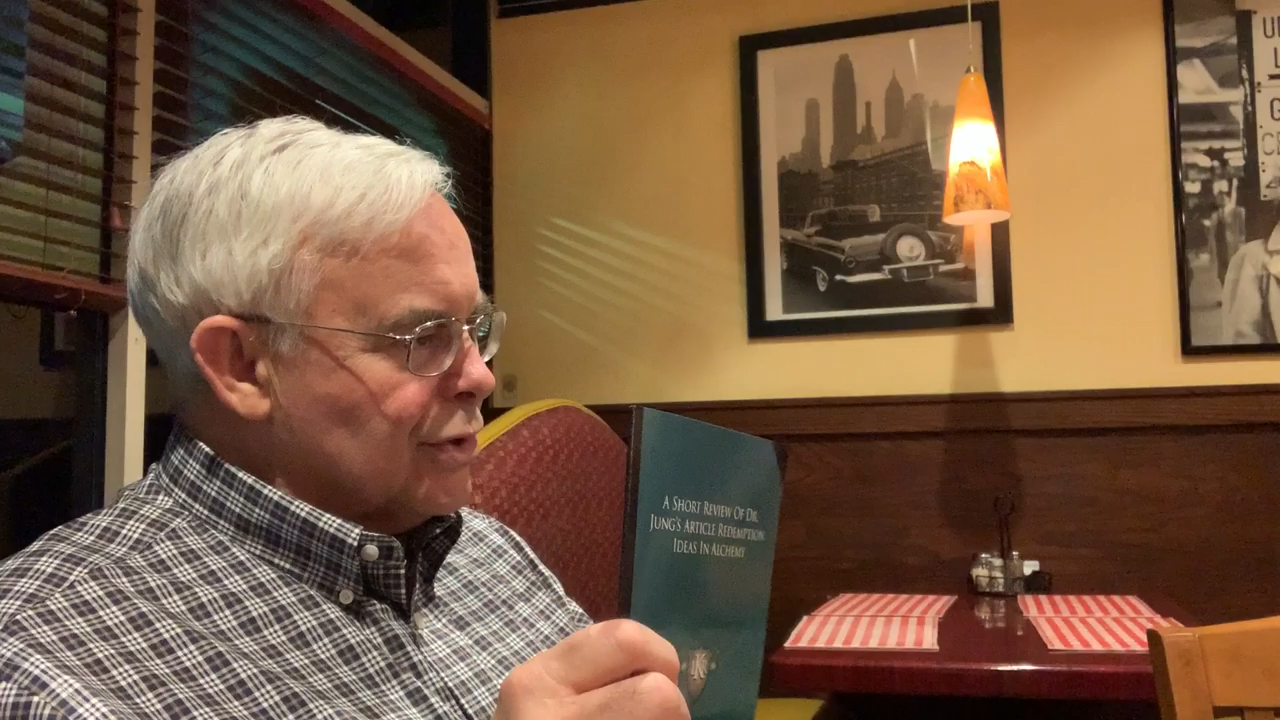 A Short Review Of Dr.
Jung's Article Redemption:
Ideas In Alchemy